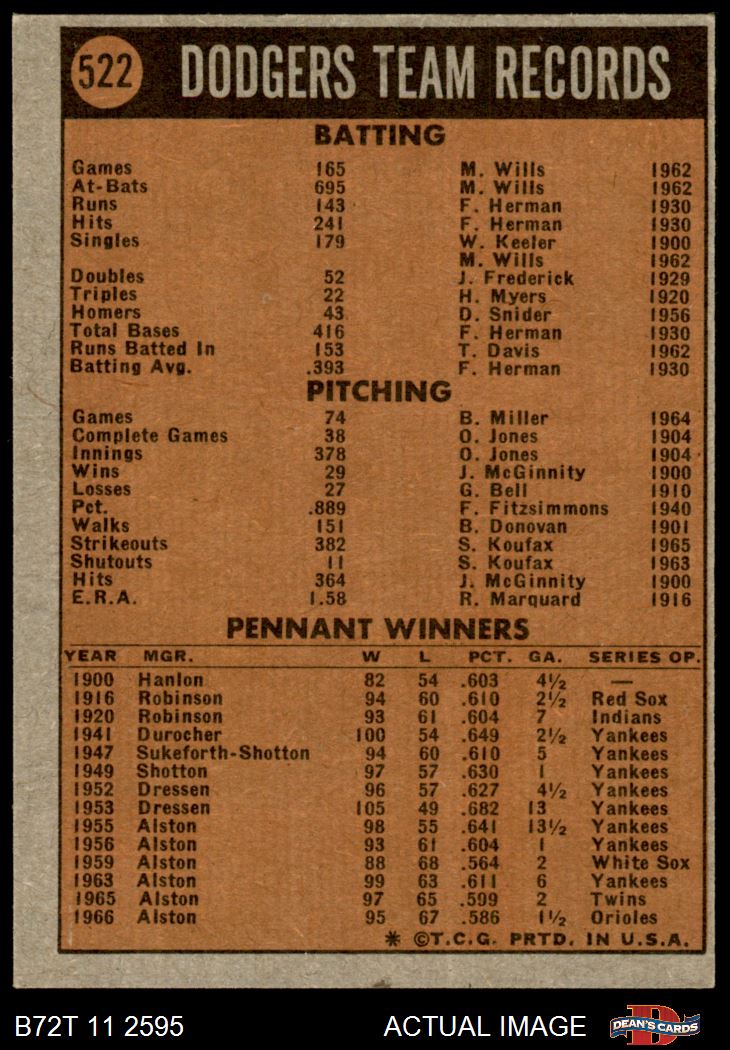 522 DODGERS TEAM RECORDS
BATTING
Games 165 M. Wills 1962
At-Bats 695 M. Wills 1962
Runs 143 F. Herman 1930
Hits 241 F. Herman 1930
Singles 179 W. Keeler 1900
M. Wills 1962
Doubles 52 J. Frederick 1929
Triples 22 H. Myers 1920
Homers 43 D. Snider 1956
Total Bases 416 F. Herman 1930
Runs Batted In 153 T. Davis 1962
Batting Avg. .393 F. Herman 1930
PITCHING
Games 74 B. Miller 1964
Complete Games 38 O. Jones 1904
Innings 378 O. Jones 1904
Wins 29 J. McGinnity 1900
Losses 27 G. Bell 1910
Pct. .889 F. Fitzsimmons 1940
Walks 151 B. Donovan 1901
Strikeouts 382 S. Koufax 1965
Shutouts 11 S. Koufax 1963
Hits 364 J. McGinnity 1900
E.R.A. 1.58 R. Marquard 1916
PENNANT WINNERS
YEAR MGR. W L PCT. GA. SERIES OP.
1900 Hanlon 82 54 .603 4½ —
1916 Robinson 94 60 .610 2½ Red Sox
1920 Robinson 93 61 .604 7 Indians
1941 Durocher 100 54 .649 2½ Yankees
1947 Sukeforth-Shotton 94 60 .610 5 Yankees
1949 Shotton 97 57 .630 1 Yankees
1952 Dressen 96 57 .627 4½ Yankees
1953 Dressen 105 49 .682 13 Yankees
1955 Alston 98 55 .641 13½ Yankees
1956 Alston 93 61 .604 1 Yankees
1959 Alston 88 68 .564 2 White Sox
1963 Alston 99 63 .611 6 Yankees
1965 Alston 97 65 .599 2 Twins
1966 Alston 95 67 .586 1½ Orioles
* ©T.C.G. PRTD. IN U.S.A.
B72T 11 2595 ACTUAL IMAGE DEAN'S CARDS